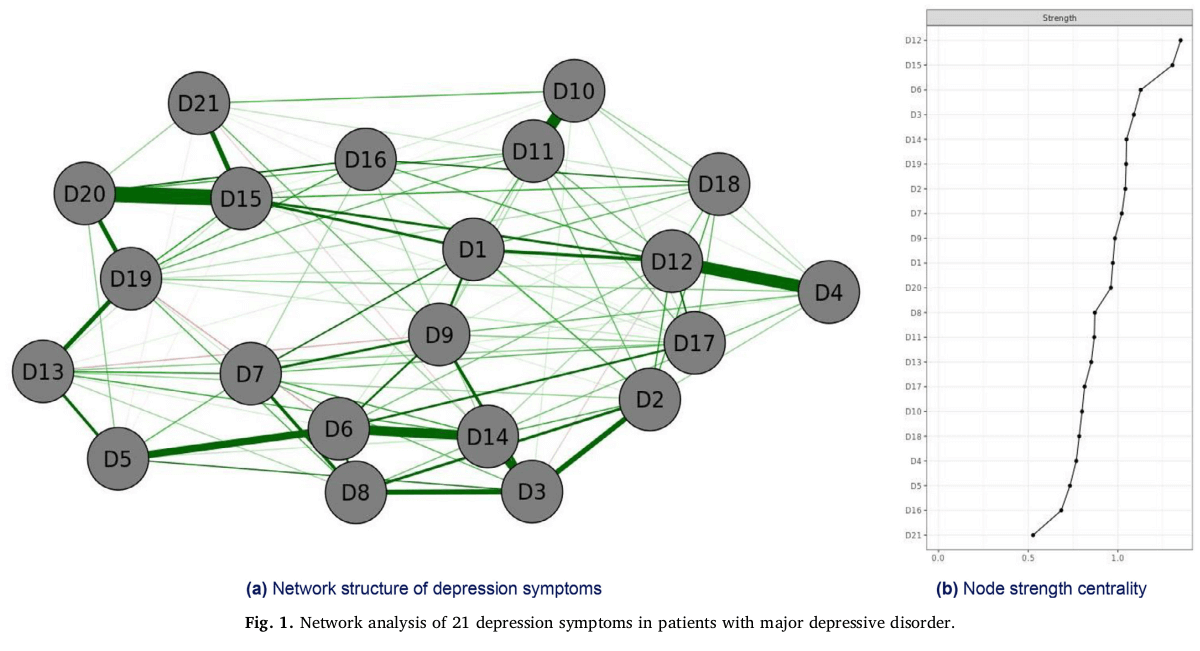 Strength
D21
D10
D16
D11
D20
D15
D18
D1
D12
D19
D4
D9
D17
D13
D7
D2
D6
D14
D5
D8
D3
D12
D15
D6
D3
D14
D19
D2
D7
D9
D1
D20
D8
D11
D13
D17
D10
D18
D4
D5
D16
D21
0.0 0.5 1.0
(a) Network structure of depression symptoms
(b) Node strength centrality
Fig. 1. Network analysis of 21 depression symptoms in patients with major depressive disorder.